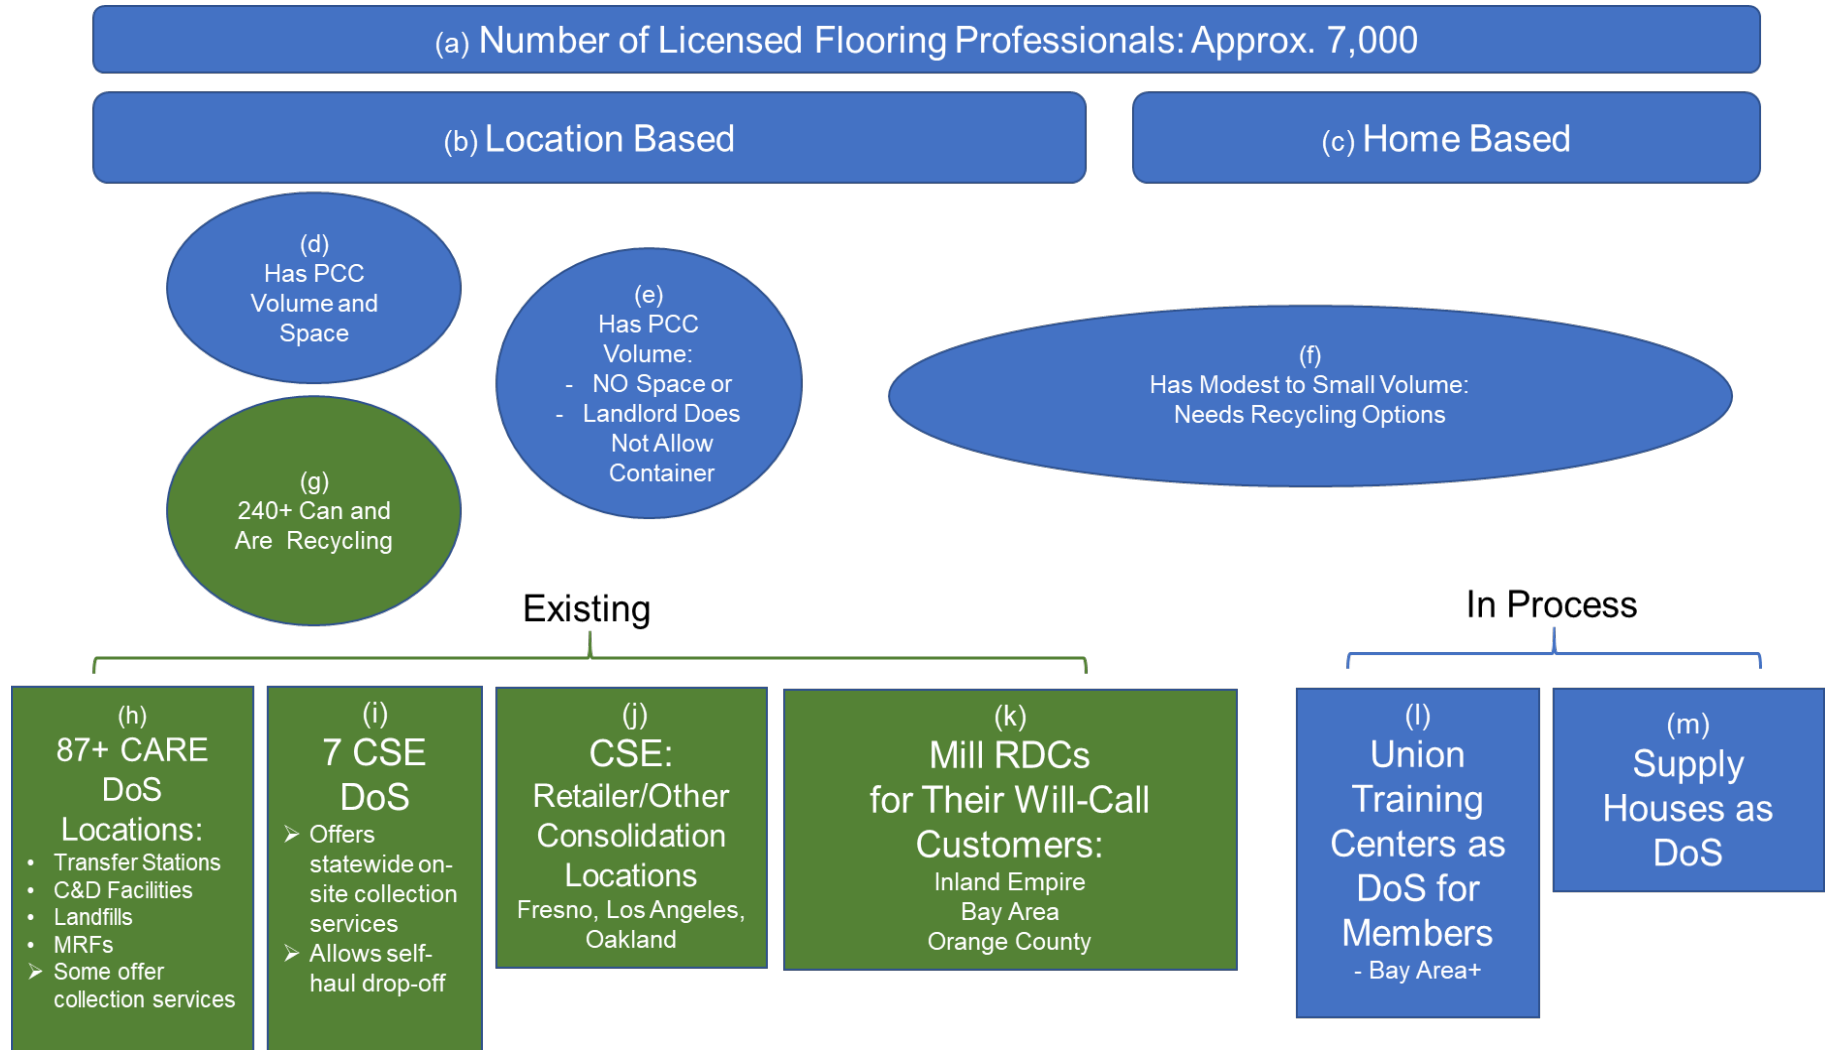 (a) Number of Licensed Flooring Professionals: Approx. 7,000
(b) Location Based
(c) Home Based
(d)
Has PCC
Volume and
Space
(e)
Has PCC
Volume:
- NO Space or
- Landlord Does
Not Allow
Container
(f)
Has Modest to Small Volume:
Needs Recycling Options
(g)
240+ Can and
Are Recycling
Existing
In Process
(h)
87+ CARE
DoS
Locations:
• Transfer Stations
• C&D Facilities
• Landfills
• MRFs
➢ Some offer
collection services
(i)
7 CSE
DoS
➢ Offers
statewide on-
site collection
services
➢ Allows self-
haul drop-off
(j)
CSE:
Retailer/Other
Consolidation
Locations
Fresno, Los Angeles,
Oakland
(k)
Mill RDCs
for Their Will-Call
Customers:
Inland Empire
Bay Area
Orange County
(l)
Union
Training
Centers as
DoS for
Members
- Bay Area+
(m)
Supply
Houses as
DoS